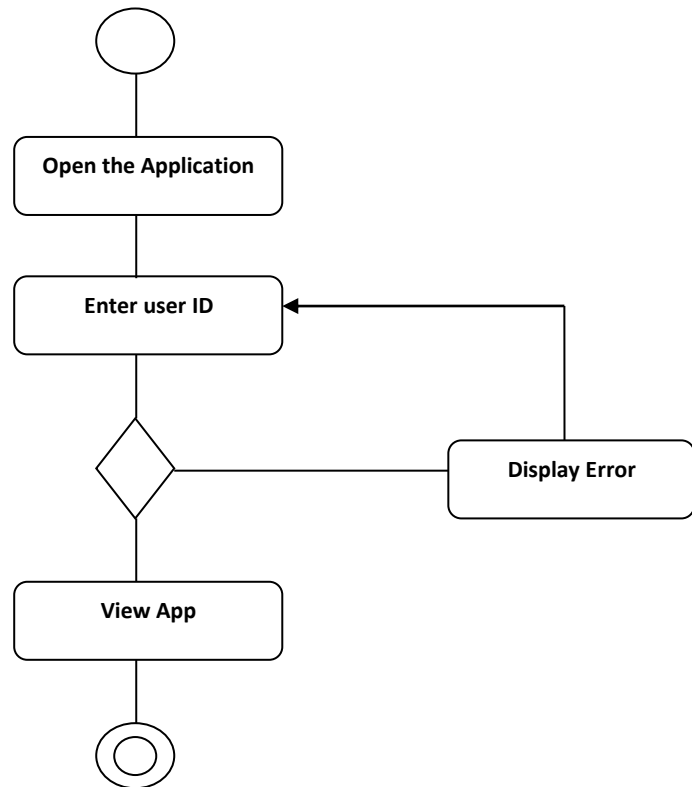 Open the Application
Enter user ID
Display Error
View App